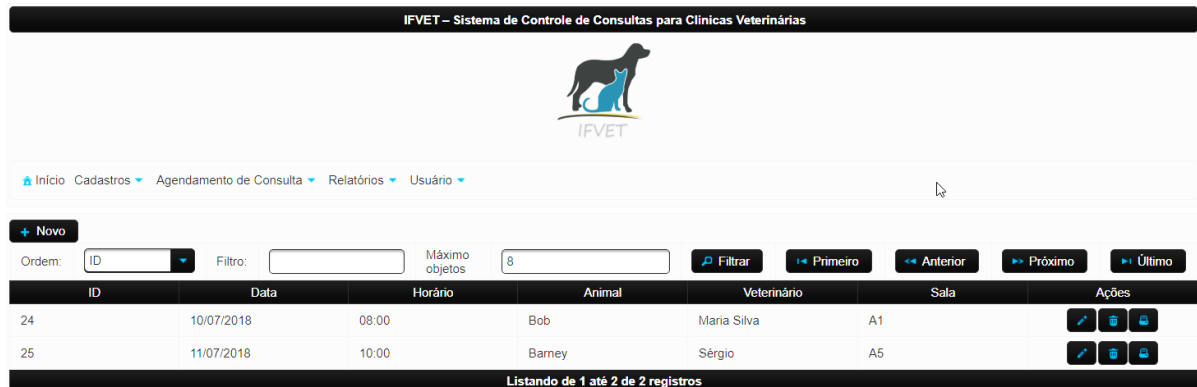 IFVET – Sistema de Controle de Consultas para Clinicas Veterinárias
IFVET
Início Cadastros Agendamento de Consulta Relatórios Usuário
Novo
Ordem: ID Filtro: Máximo objetos 8 Filtrar Primeiro Anterior Próximo Último
ID Data Horário Animal Veterinário Sala Ações
24 10/07/2018 08:00 Bob Maria Silva A1
25 11/07/2018 10:00 Barney Sérgio A5
Listando de 1 até 2 de 2 registros